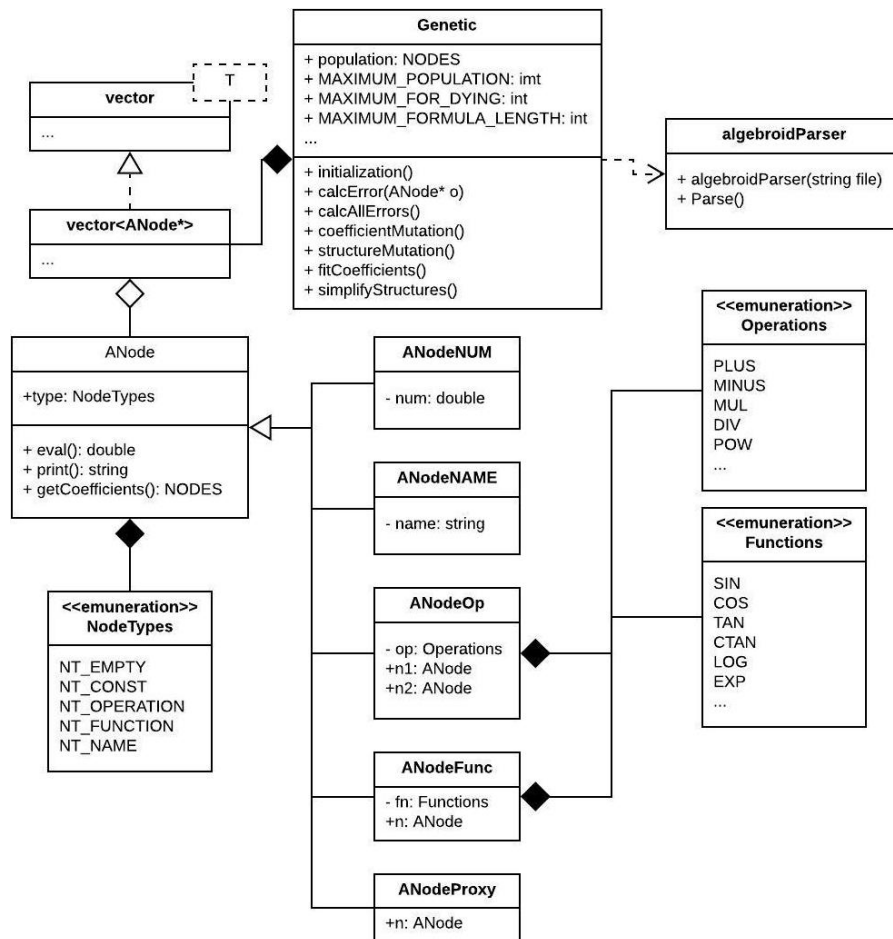 Genetic
+ population: NODES
+ MAXIMUM_POPULATION: imt
+ MAXIMUM_FOR_DYING: int
+ MAXIMUM_FORMULA_LENGTH: int
...
+ initialization()
+ calcError(ANode* o)
+ calcAllErrors()
+ coefficientMutation()
+ structureMutation()
+ fitCoefficients()
+ simplifyStructures()
T
vector
...
vector<ANode*>
...
algebroidParser
+ algebroidParser(string file)
+ Parse()
ANode
+type: NodeTypes
+ eval(): double
+ print(): string
+ getCoefficients(): NODES
<<emuneration>>
NodeTypes
NT_EMPTY
NT_CONST
NT_OPERATION
NT_FUNCTION
NT_NAME
ANodeNUM
- num: double
ANodeNAME
- name: string
ANodeOp
- op: Operations
+n1: ANode
+n2: ANode
ANodeFunc
- fn: Functions
+n: ANode
ANodeProxy
+n: ANode
<<emuneration>>
Operations
PLUS
MINUS
MUL
DIV
POW
...
<<emuneration>>
Functions
SIN
COS
TAN
CTAN
LOG
EXP
...